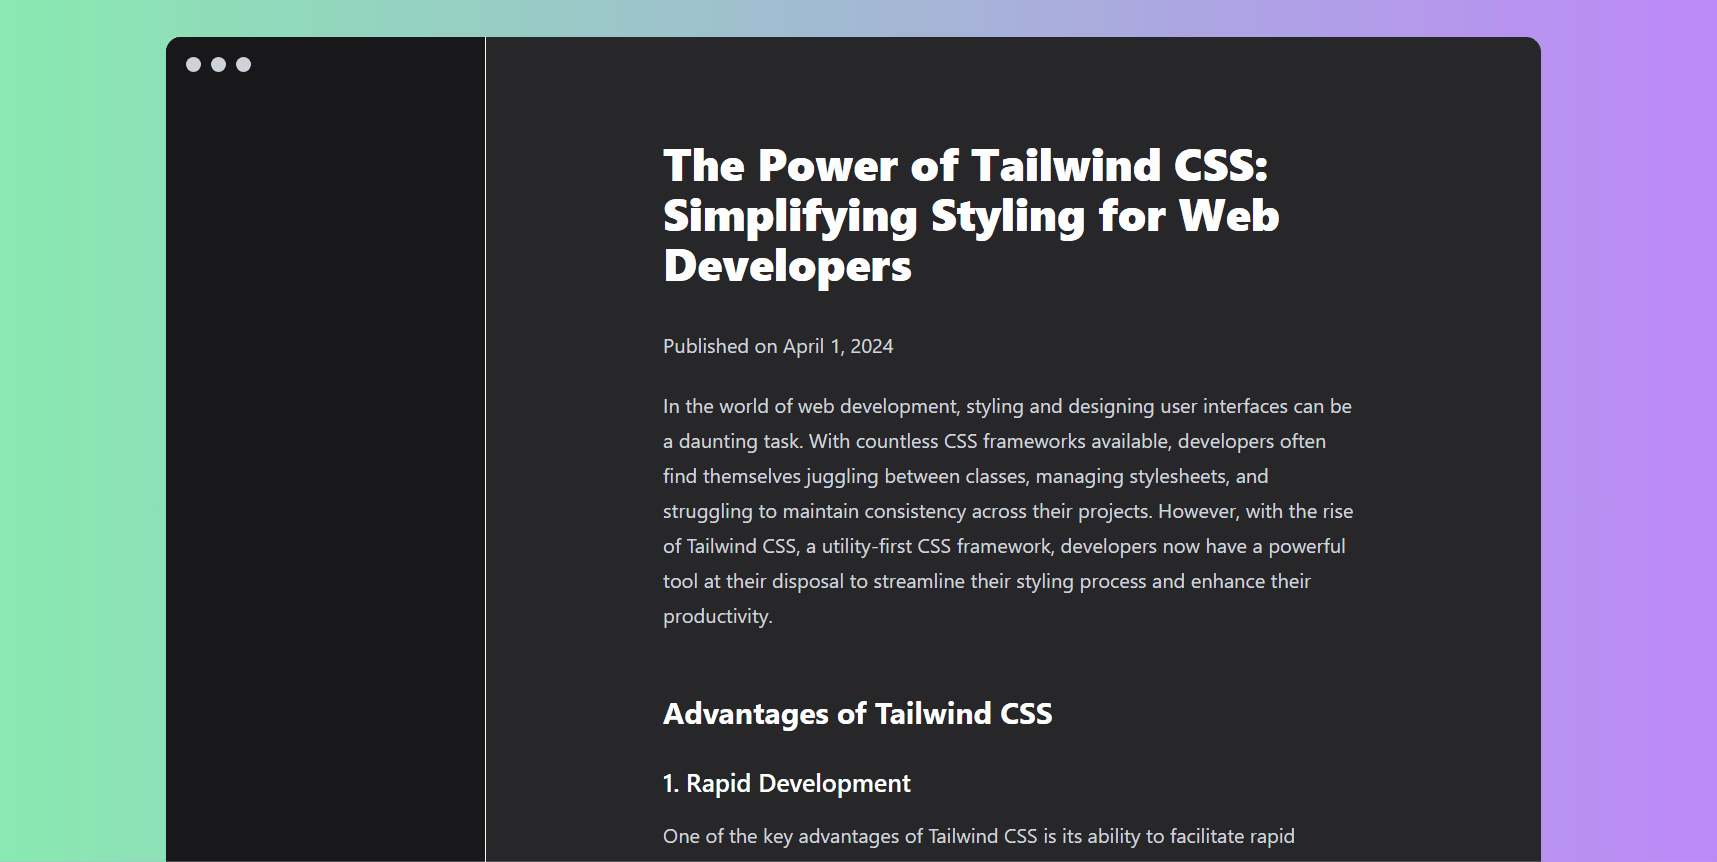 The Power of Tailwind CSS:
Simplifying Styling for Web
Developers
Published on April 1, 2024
In the world of web development, styling and designing user interfaces can be
a daunting task. With countless CSS frameworks available, developers often
find themselves juggling between classes, managing stylesheets, and
struggling to maintain consistency across their projects. However, with the rise
of Tailwind CSS, a utility-first CSS framework, developers now have a powerful
tool at their disposal to streamline their styling process and enhance their
productivity.
Advantages of Tailwind CSS
1. Rapid Development
One of the key advantages of Tailwind CSS is its ability to facilitate rapid